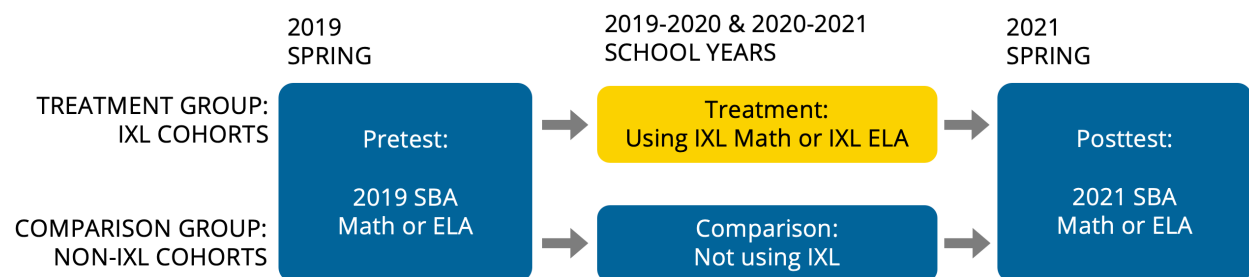 2019
SPRING
2019-2020 & 2020-2021
SCHOOL YEARS
2021
SPRING
TREATMENT GROUP:
IXL COHORTS
Pretest:
2019 SBA
Math or ELA
Treatment:
Using IXL Math or IXL ELA
Posttest:
2021 SBA
Math or ELA
COMPARISON GROUP:
NON-IXL COHORTS
Comparison:
Not using IXL